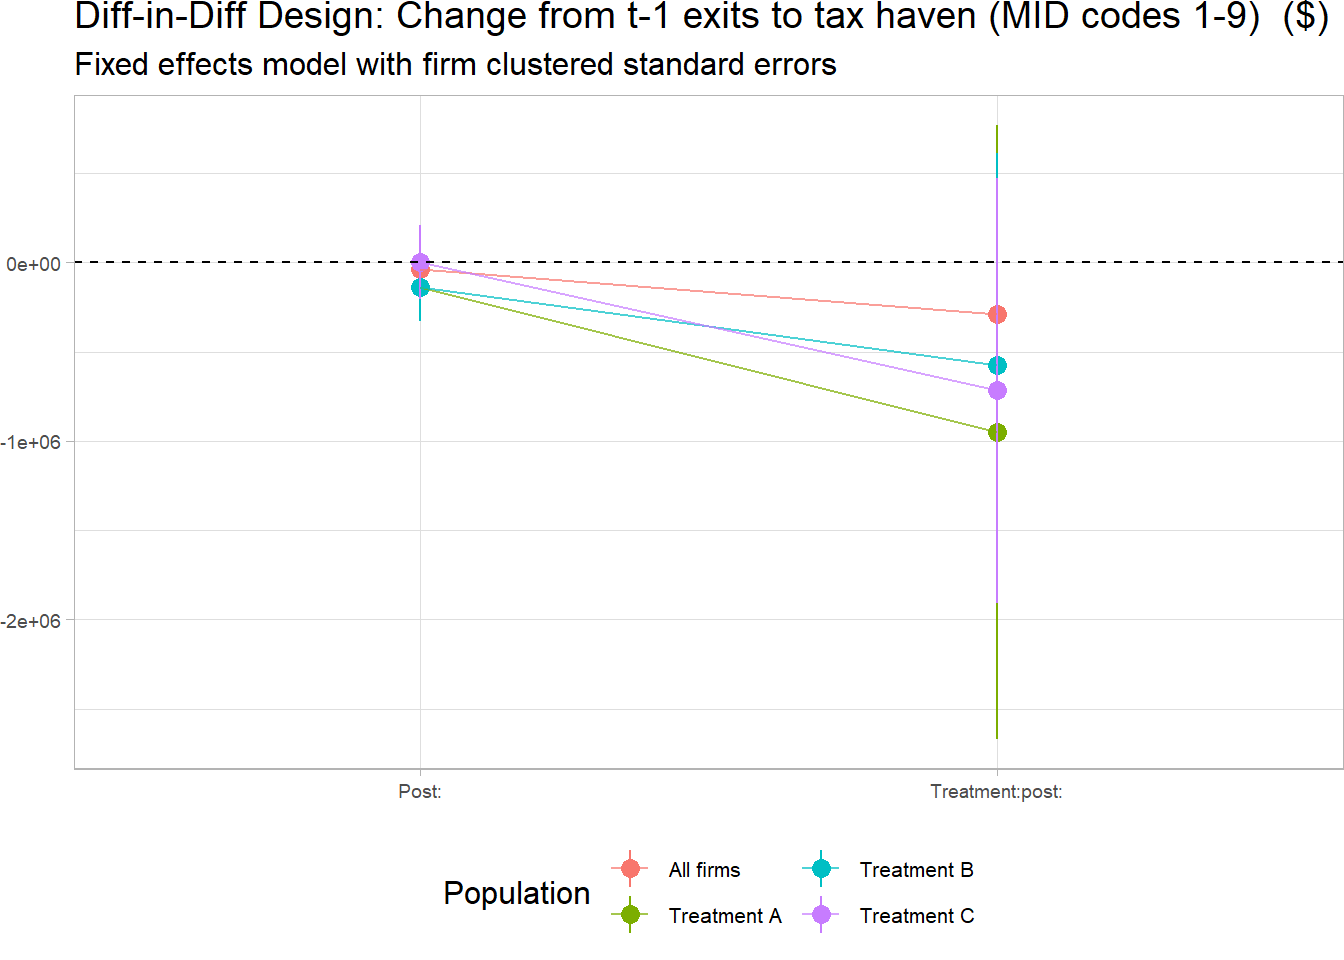 Diff-in-Diff Design: Change from t-1 exits to tax haven (MID codes 1-9)  ($)
Fixed effects model with firm clustered standard errors
0e+00
-1e+06
-2e+06
Post:
Treatment:post:
Population
All firms
Treatment B
Treatment A
Treatment C